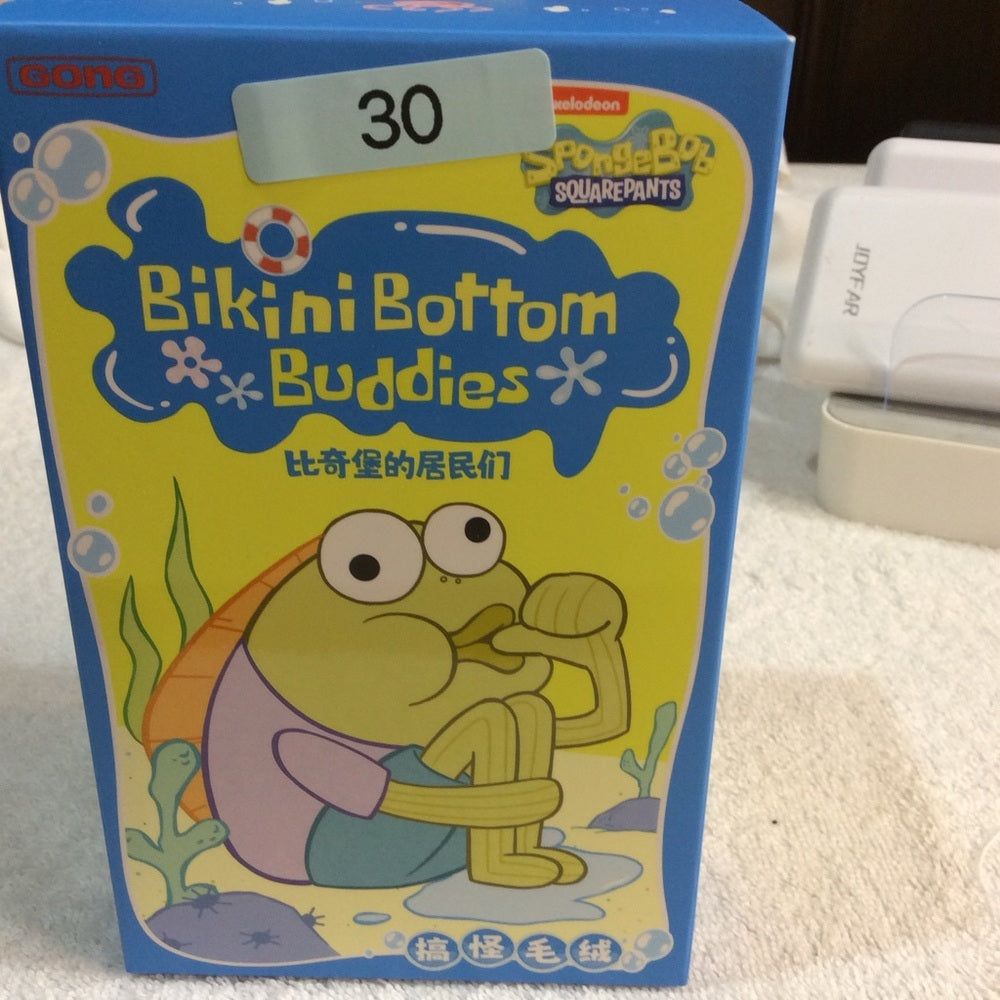 GONG
30
nickelodeon
SpongeBob
SQUAREPANTS
Bikini Bottom
Buddies
比奇堡的居民们
搞怪毛绒
JOYFAR